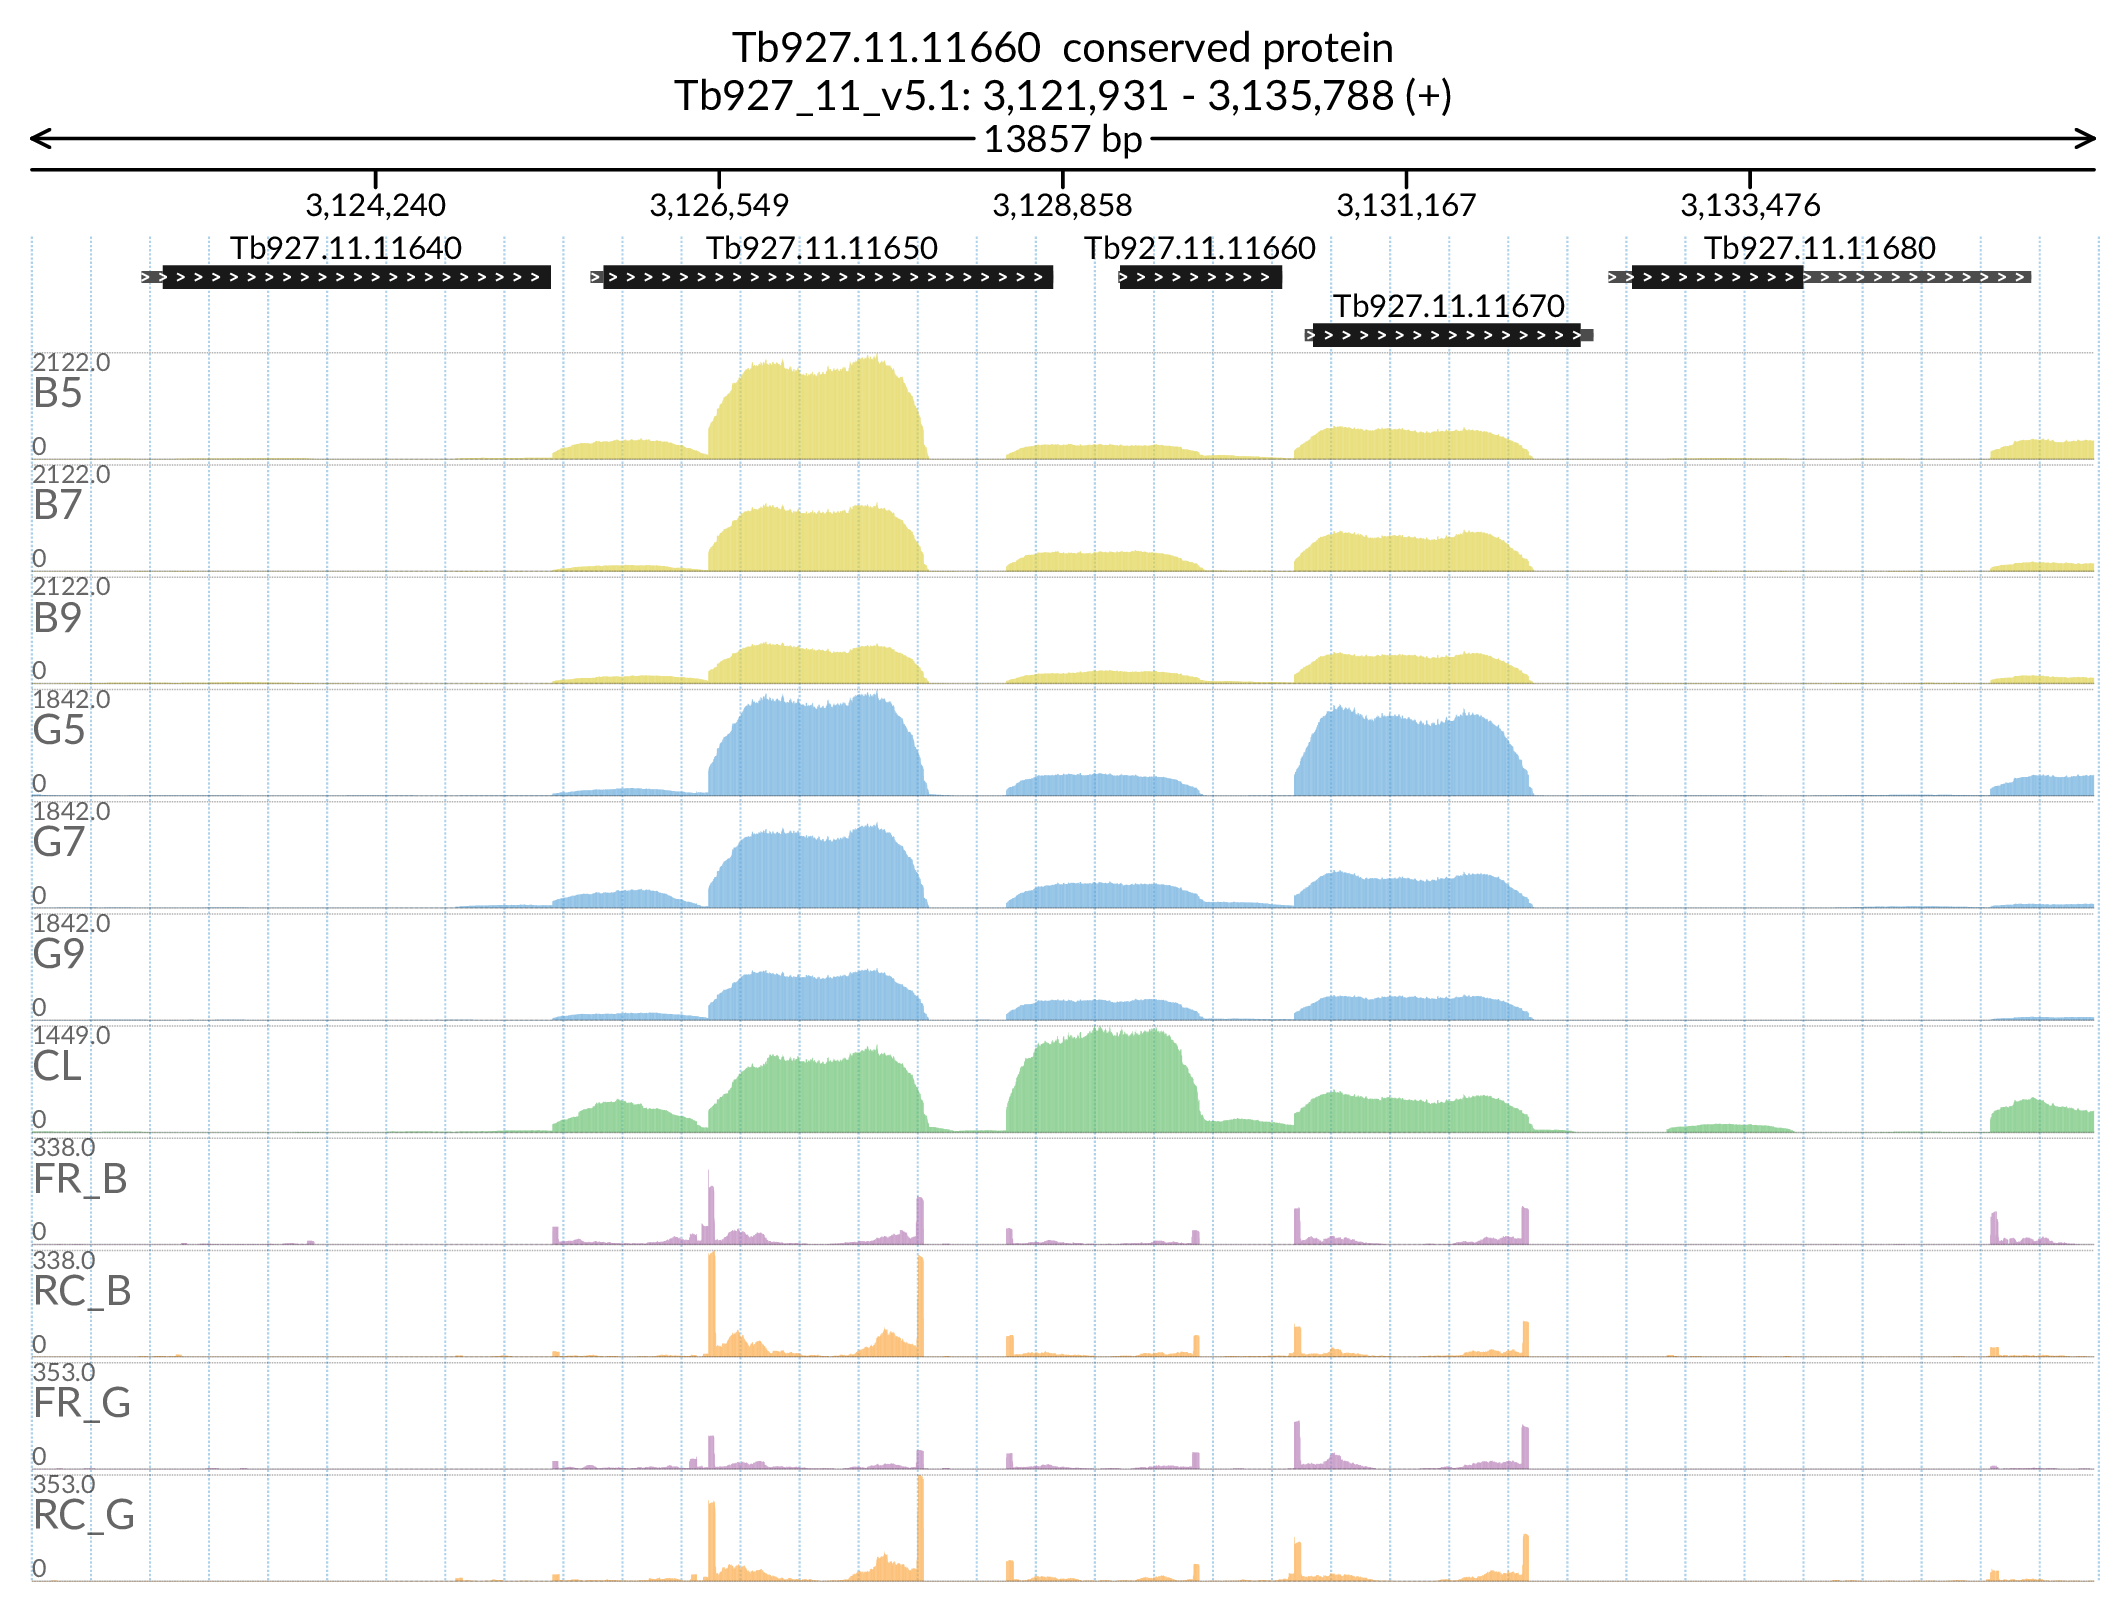 Tb927.11.11660  conserved protein
Tb927_11_v5.1: 3,121,931 - 3,135,788 (+)
13857 bp
3,124,240 3,126,549 3,128,858 3,131,167 3,133,476
Tb927.11.11640 Tb927.11.11650 Tb927.11.11660 Tb927.11.11680
Tb927.11.11670
2122.0
B5
0
2122.0
B7
0
2122.0
B9
0
1842.0
G5
0
1842.0
G7
0
1842.0
G9
0
1449.0
CL
0
338.0
FR_B
0
338.0
RC_B
0
353.0
FR_G
0
353.0
RC_G
0